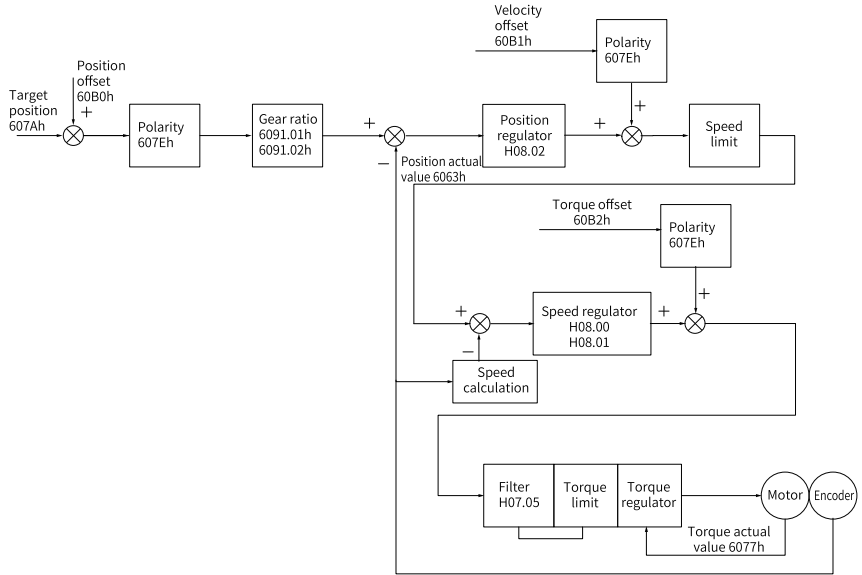 Velocity
offset
60B1h
Polarity
607Eh
Position
offset
60B0h
Target
position
607Ah
+
Polarity
607Eh
Gear ratio
6091.01h
6091.02h
+
−
Position actual
value 6063h
Position
regulator
H08.02
+
+
Speed
limit
Torque offset
60B2h
Polarity
607Eh
+
−
Speed regulator
H08.00
H08.01
+
+
Speed
calculation
Filter
H07.05
Torque
limit
Torque
regulator
Motor
Encoder
Torque actual
value 6077h